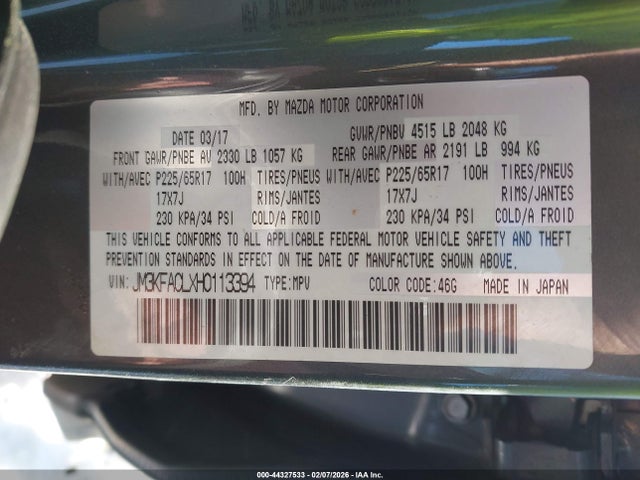 MFD. BY MAZDA MOTOR CORPORATION
DATE 03/17 GVWR/PNBV 4515 LB 2048 KG
FRONT GAWR/PNBE AV 2330 LB 1057 KG REAR GAWR/PNBE AR 2191 LB 994 KG
WITH/AVEC P225/65R17 100H TIRES/PNEUS WITH/AVEC P225/65R17 100H TIRES/PNEUS
17X7J RIMS/JANTES 17X7J RIMS/JANTES
230 KPA/34 PSI COLD/A FROID 230 KPA/34 PSI COLD/A FROID
THIS VEHICLE CONFORMS TO ALL APPLICABLE FEDERAL MOTOR VEHICLE SAFETY AND THEFT
PREVENTION STANDARDS IN EFFECT ON THE DATE OF MANUFACTURE SHOWN ABOVE.
VIN: JM3KFACLXH0113394 TYPE:MPV COLOR CODE:46G MADE IN JAPAN
000-44327533 - 02/07/2026 - IAA Inc.